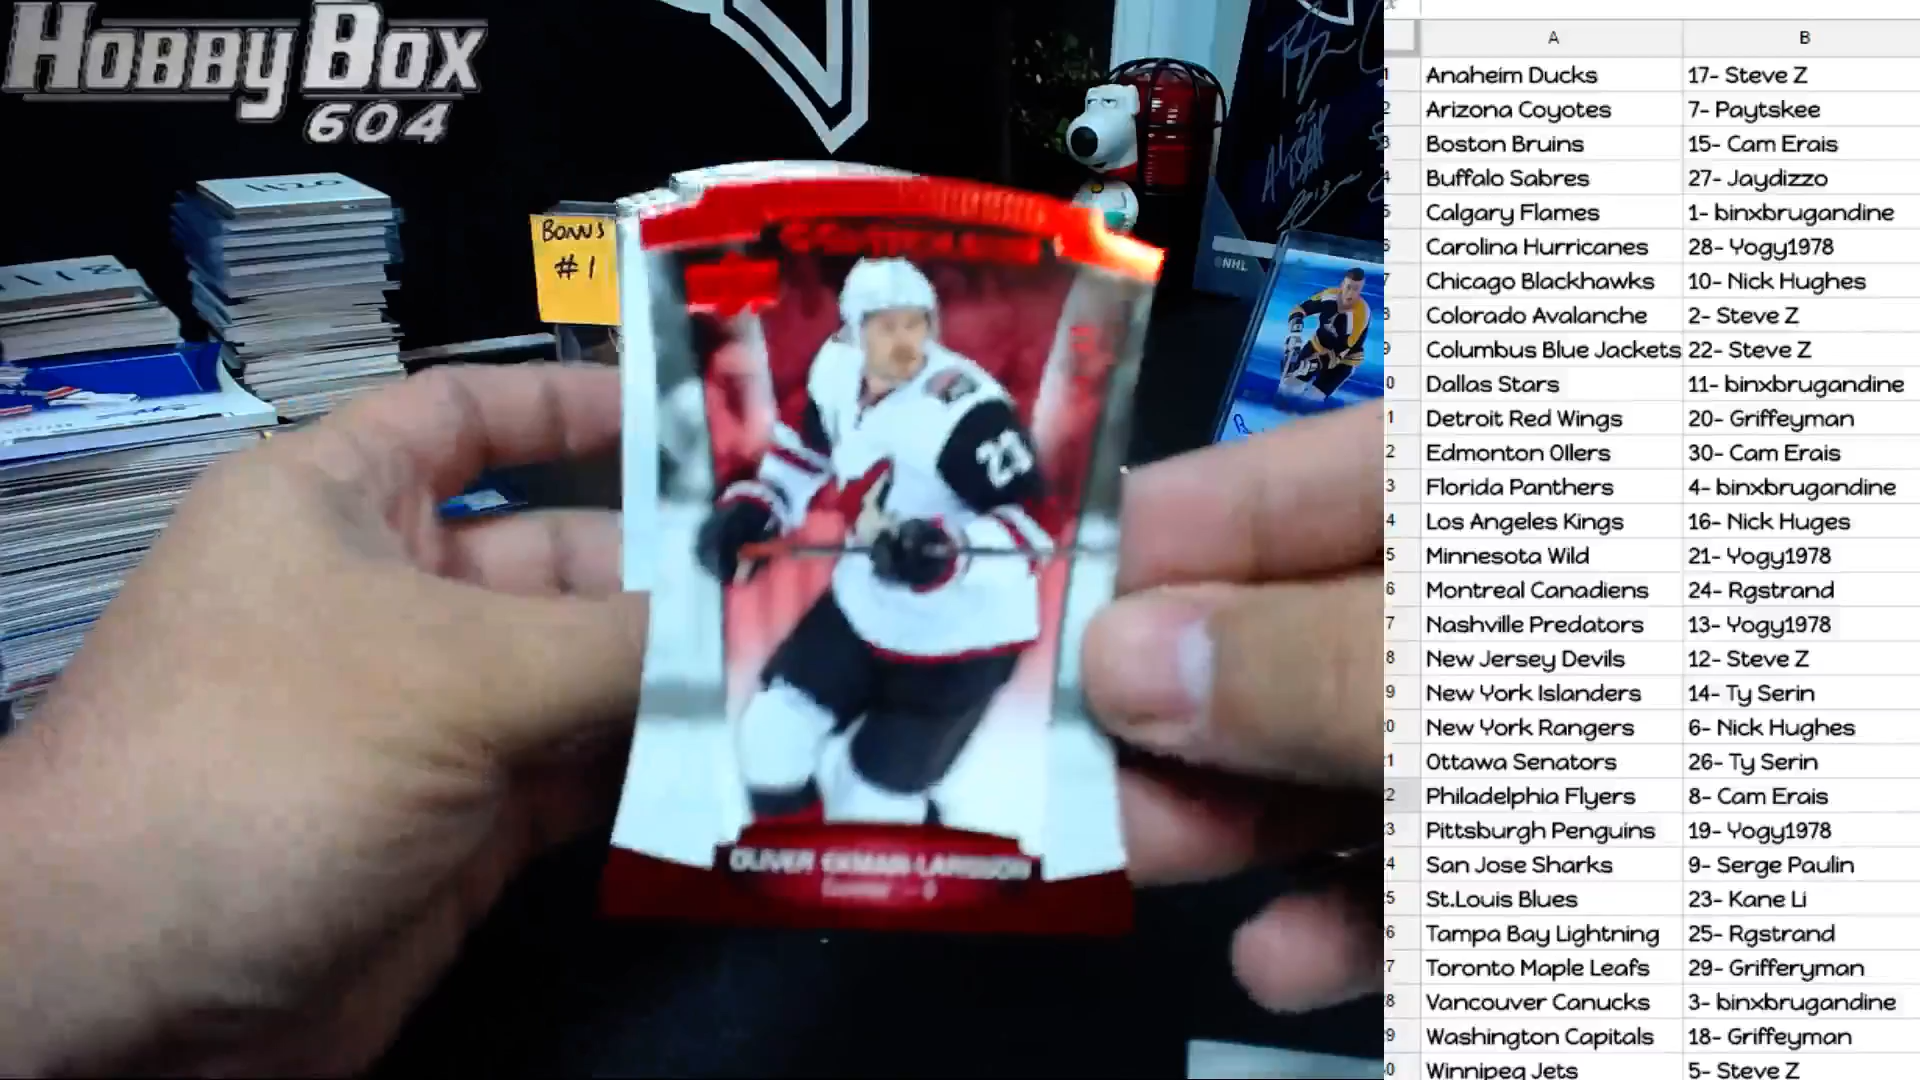 HOBBY BOX
604
1120
BONUS
#1
@NHL
23
OLIVER EKMAN-LARSSON
A B
Anaheim Ducks 17- Steve Z
Arizona Coyotes 7- Paytskee
Boston Bruins 15- Cam Erais
Buffalo Sabres 27- Jaydizzo
Calgary Flames 1- binxbrugandine
Carolina Hurricanes 28- Yogy1978
Chicago Blackhawks 10- Nick Hughes
Colorado Avalanche 2- Steve Z
Columbus Blue Jackets 22- Steve Z
Dallas Stars 11- binxbrugandine
Detroit Red Wings 20- Griffeyman
Edmonton Ollers 30- Cam Erais
Florida Panthers 4- binxbrugandine
Los Angeles Kings 16- Nick Huges
Minnesota Wild 21- Yogy1978
Montreal Canadiens 24- Rgstrand
Nashville Predators 13- Yogy1978
New Jersey Devils 12- Steve Z
New York Islanders 14- Ty Serin
New York Rangers 6- Nick Hughes
Ottawa Senators 26- Ty Serin
Philadelphia Flyers 8- Cam Erais
Pittsburgh Penguins 19- Yogy1978
San Jose Sharks 9- Serge Paulin
St.Louis Blues 23- Kane Li
Tampa Bay Lightning 25- Rgstrand
Toronto Maple Leafs 29- Grifferyman
Vancouver Canucks 3- binxbrugandine
Washington Capitals 18- Griffeyman
Winnipeg Jets 5- Steve Z